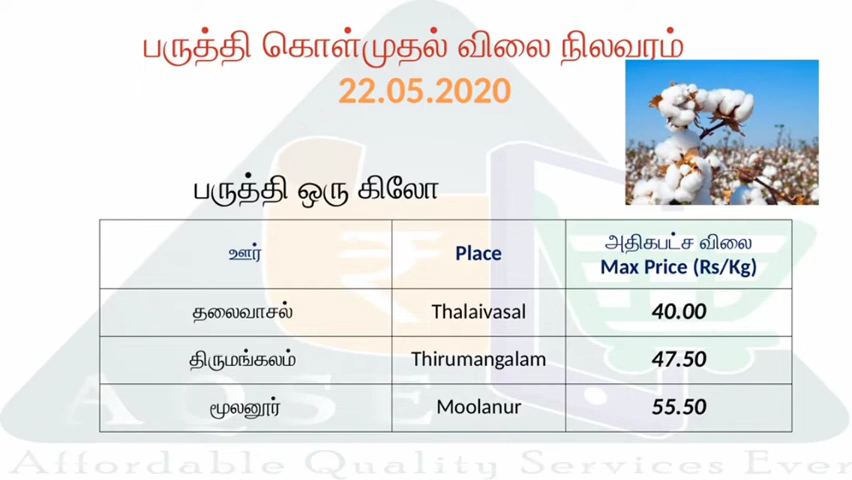 பருத்தி கொள்முதல் விலை நிலவரம்
22.05.2020
பருத்தி ஒரு கிலோ
ஊர் Place அதிகபட்ச விலை
Max Price (Rs/Kg)
தலைவாசல் Thalaivasal 40.00
திருமங்கலம் Thirumangalam 47.50
மூலனூர் Moolanur 55.50
AQSE
Affordable Quality Services Ever